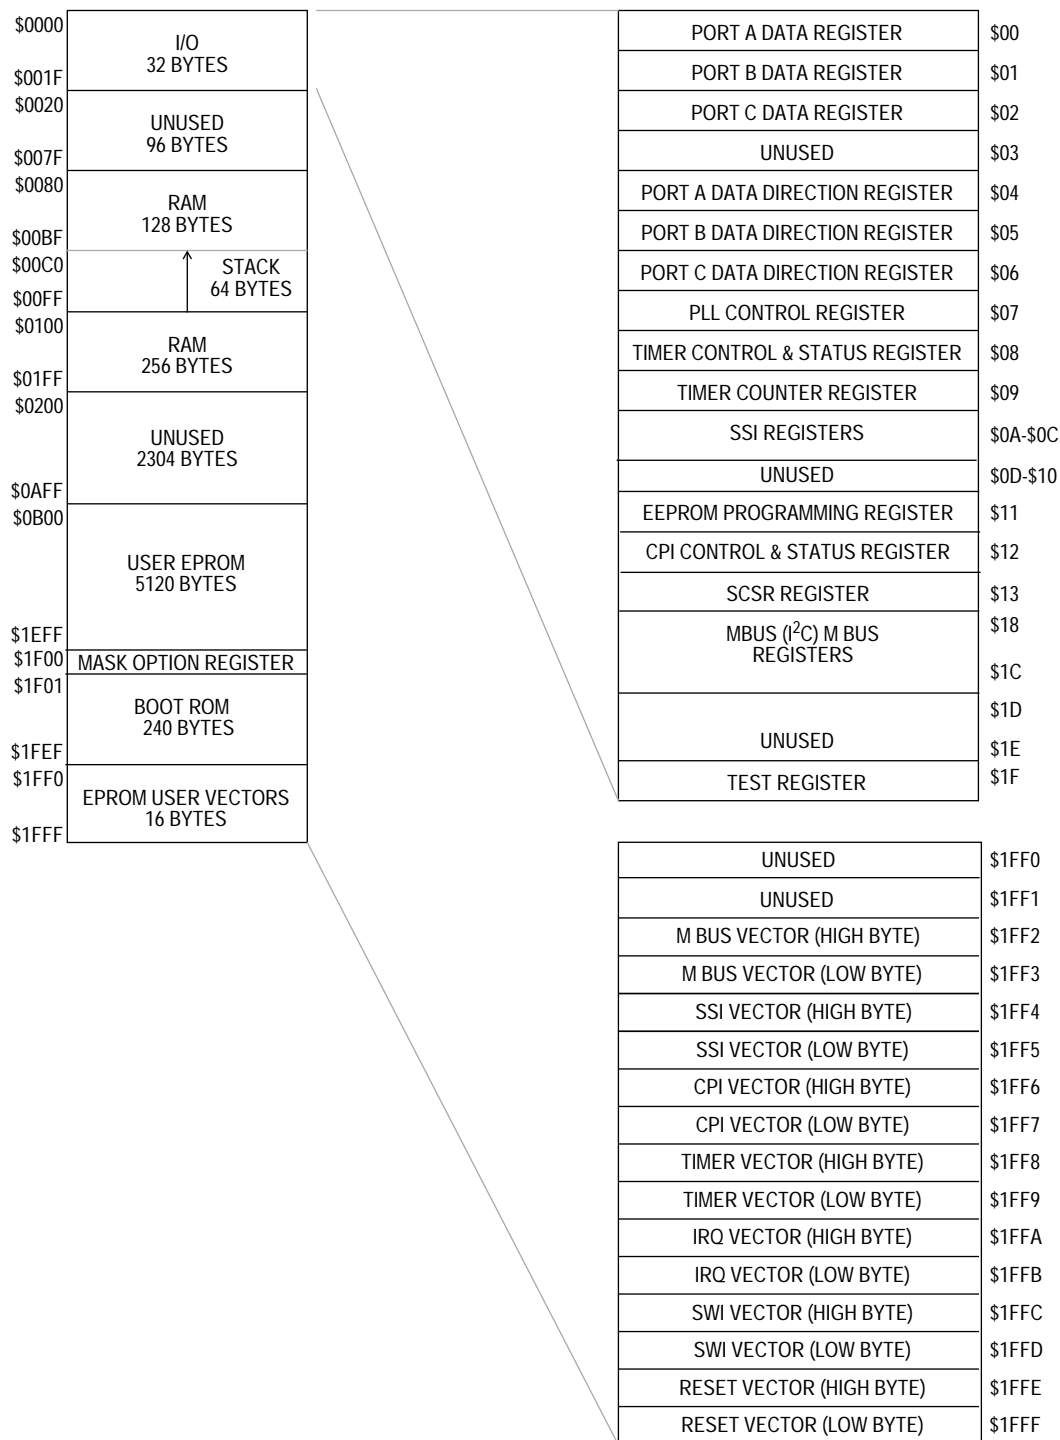 $0000
I/O
32 BYTES
$001F
$0020
UNUSED
96 BYTES
$007F
$0080
RAM
128 BYTES
$00BF
$00C0
STACK
64 BYTES
$00FF
$0100
RAM
256 BYTES
$01FF
$0200
UNUSED
2304 BYTES
$0AFF
$0B00
USER EPROM
5120 BYTES
$1EFF
$1F00 MASK OPTION REGISTER
$1F01
BOOT ROM
240 BYTES
$1FEF
$1FF0
EPROM USER VECTORS
16 BYTES
$1FFF
PORT A DATA REGISTER $00
PORT B DATA REGISTER $01
PORT C DATA REGISTER $02
UNUSED $03
PORT A DATA DIRECTION REGISTER $04
PORT B DATA DIRECTION REGISTER $05
PORT C DATA DIRECTION REGISTER $06
PLL CONTROL REGISTER $07
TIMER CONTROL & STATUS REGISTER $08
TIMER COUNTER REGISTER $09
SSI REGISTERS $0A-$0C
UNUSED $0D-$10
EEPROM PROGRAMMING REGISTER $11
CPI CONTROL & STATUS REGISTER $12
SCSR REGISTER $13
MBUS (I²C) M BUS $18
REGISTERS
$1C
$1D
UNUSED $1E
TEST REGISTER $1F
UNUSED $1FF0
UNUSED $1FF1
M BUS VECTOR (HIGH BYTE) $1FF2
M BUS VECTOR (LOW BYTE) $1FF3
SSI VECTOR (HIGH BYTE) $1FF4
SSI VECTOR (LOW BYTE) $1FF5
CPI VECTOR (HIGH BYTE) $1FF6
CPI VECTOR (LOW BYTE) $1FF7
TIMER VECTOR (HIGH BYTE) $1FF8
TIMER VECTOR (LOW BYTE) $1FF9
IRQ VECTOR (HIGH BYTE) $1FFA
IRQ VECTOR (LOW BYTE) $1FFB
SWI VECTOR (HIGH BYTE) $1FFC
SWI VECTOR (LOW BYTE) $1FFD
RESET VECTOR (HIGH BYTE) $1FFE
RESET VECTOR (LOW BYTE) $1FFF